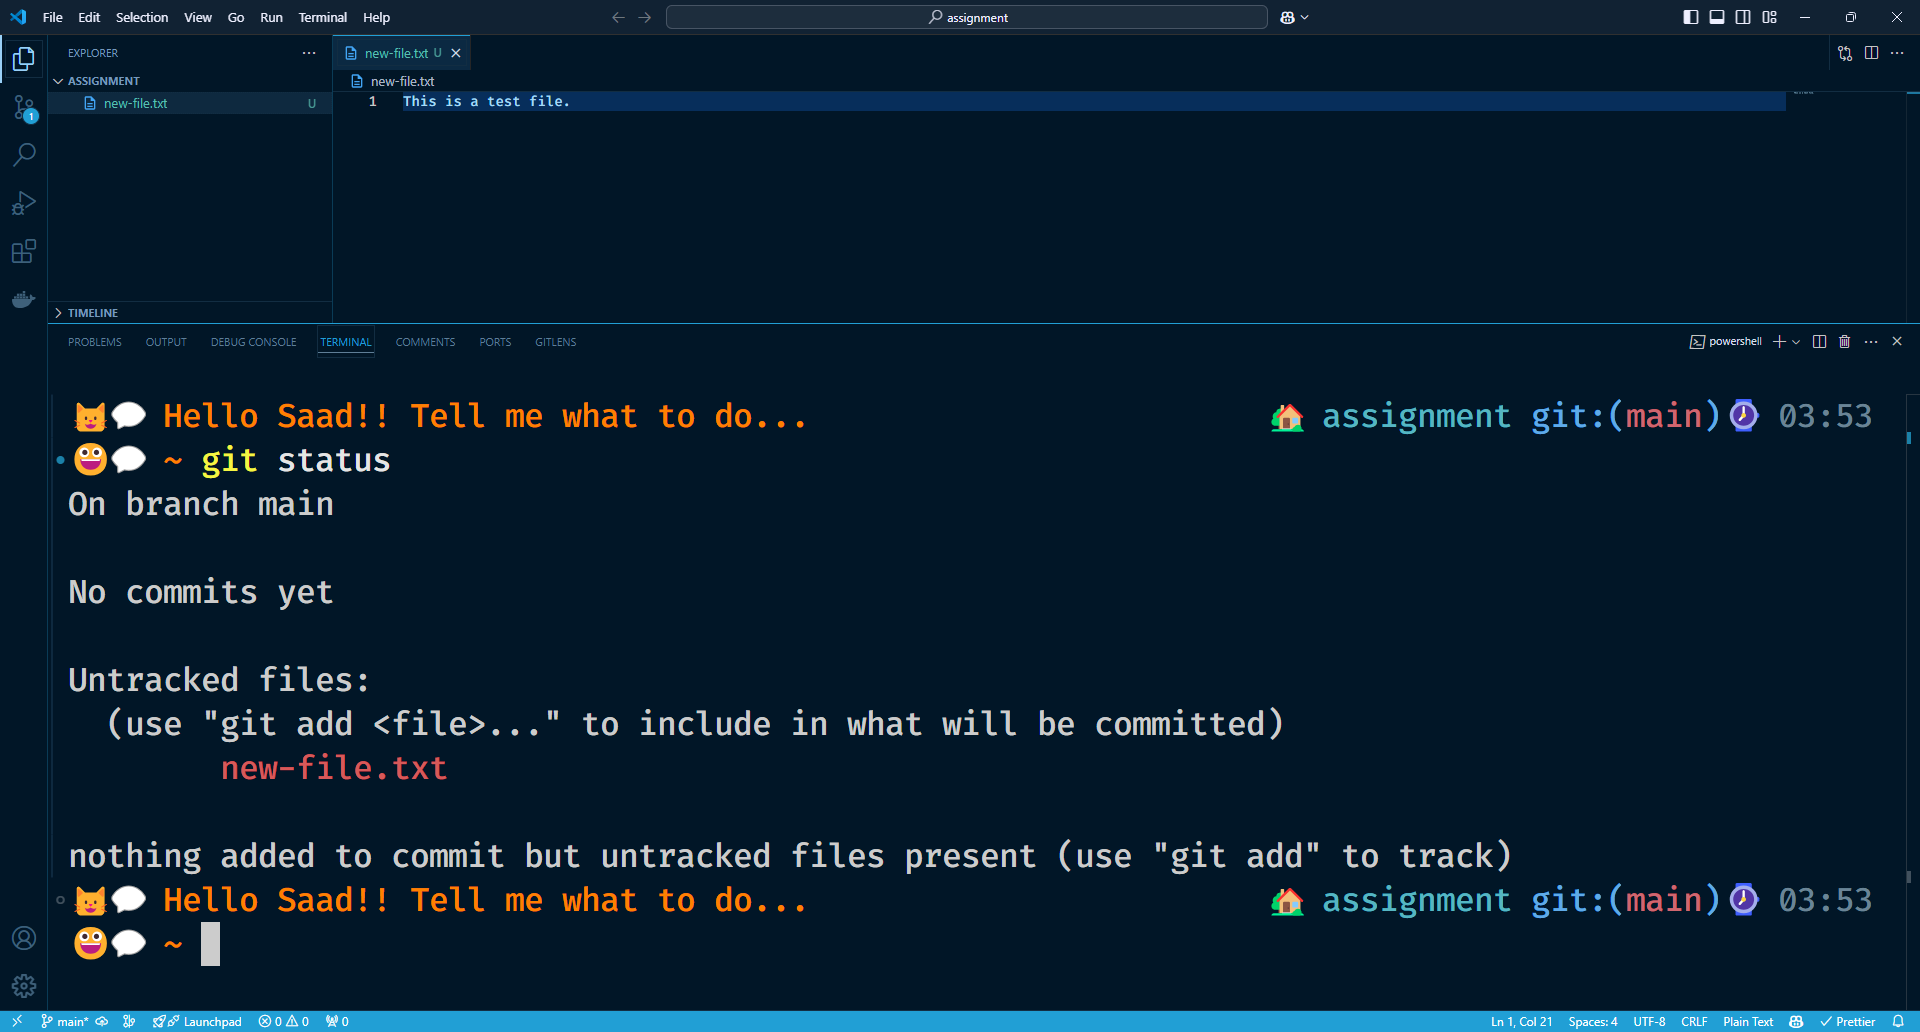 File Edit Selection View Go Run Terminal Help
assignment
EXPLORER
ASSIGNMENT
new-file.txt U
TIMELINE
1
new-file.txt U
new-file.txt
1 This is a test file.
PROBLEMS OUTPUT DEBUG CONSOLE TERMINAL COMMENTS PORTS GITLENS
powershell
Hello Saad!! Tell me what to do... assignment git:(main) 03:53
~ git status
On branch main
No commits yet
Untracked files:
(use "git add <file>..." to include in what will be committed)
new-file.txt
nothing added to commit but untracked files present (use "git add" to track)
Hello Saad!! Tell me what to do... assignment git:(main) 03:53
~
main* Launchpad 0 0 0 Ln 1, Col 21 Spaces: 4 UTF-8 CRLF Plain Text Prettier